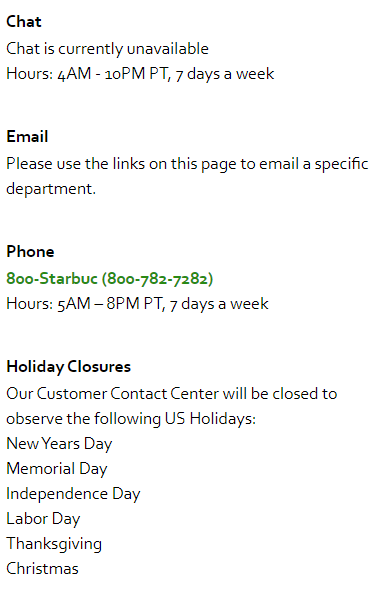 Chat
Chat is currently unavailable
Hours: 4AM - 10PM PT, 7 days a week
Email
Please use the links on this page to email a specific
department.
Phone
800-Starbuc (800-782-7282)
Hours: 5AM – 8PM PT, 7 days a week
Holiday Closures
Our Customer Contact Center will be closed to
observe the following US Holidays:
New Years Day
Memorial Day
Independence Day
Labor Day
Thanksgiving
Christmas